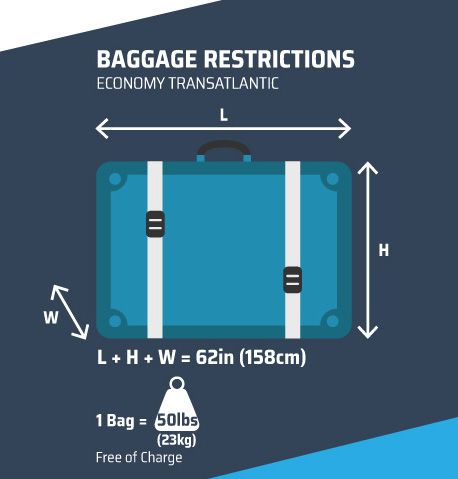 BAGGAGE RESTRICTIONS
ECONOMY TRANSATLANTIC
L
H
W
L + H + W = 62in (158cm)
1 Bag = 50lbs
(23kg)
Free of Charge